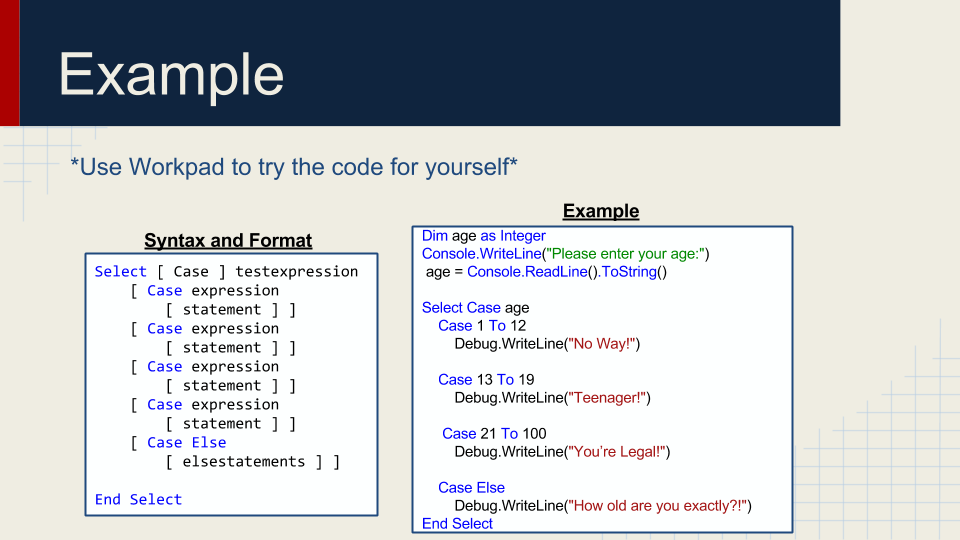 Example
*Use Workpad to try the code for yourself*
Syntax and Format
Select [ Case ] testexpression
[ Case expression
[ statement ] ]
[ Case expression
[ statement ] ]
[ Case expression
[ statement ] ]
[ Case expression
[ statement ] ]
[ Case Else
[ elsestatements ] ]
End Select
Example
Dim age as Integer
Console.WriteLine("Please enter your age:")
age = Console.ReadLine().ToString()
Select Case age
Case 1 To 12
Debug.WriteLine("No Way!")
Case 13 To 19
Debug.WriteLine("Teenager!")
Case 21 To 100
Debug.WriteLine("You’re Legal!")
Case Else
Debug.WriteLine("How old are you exactly?!")
End Select